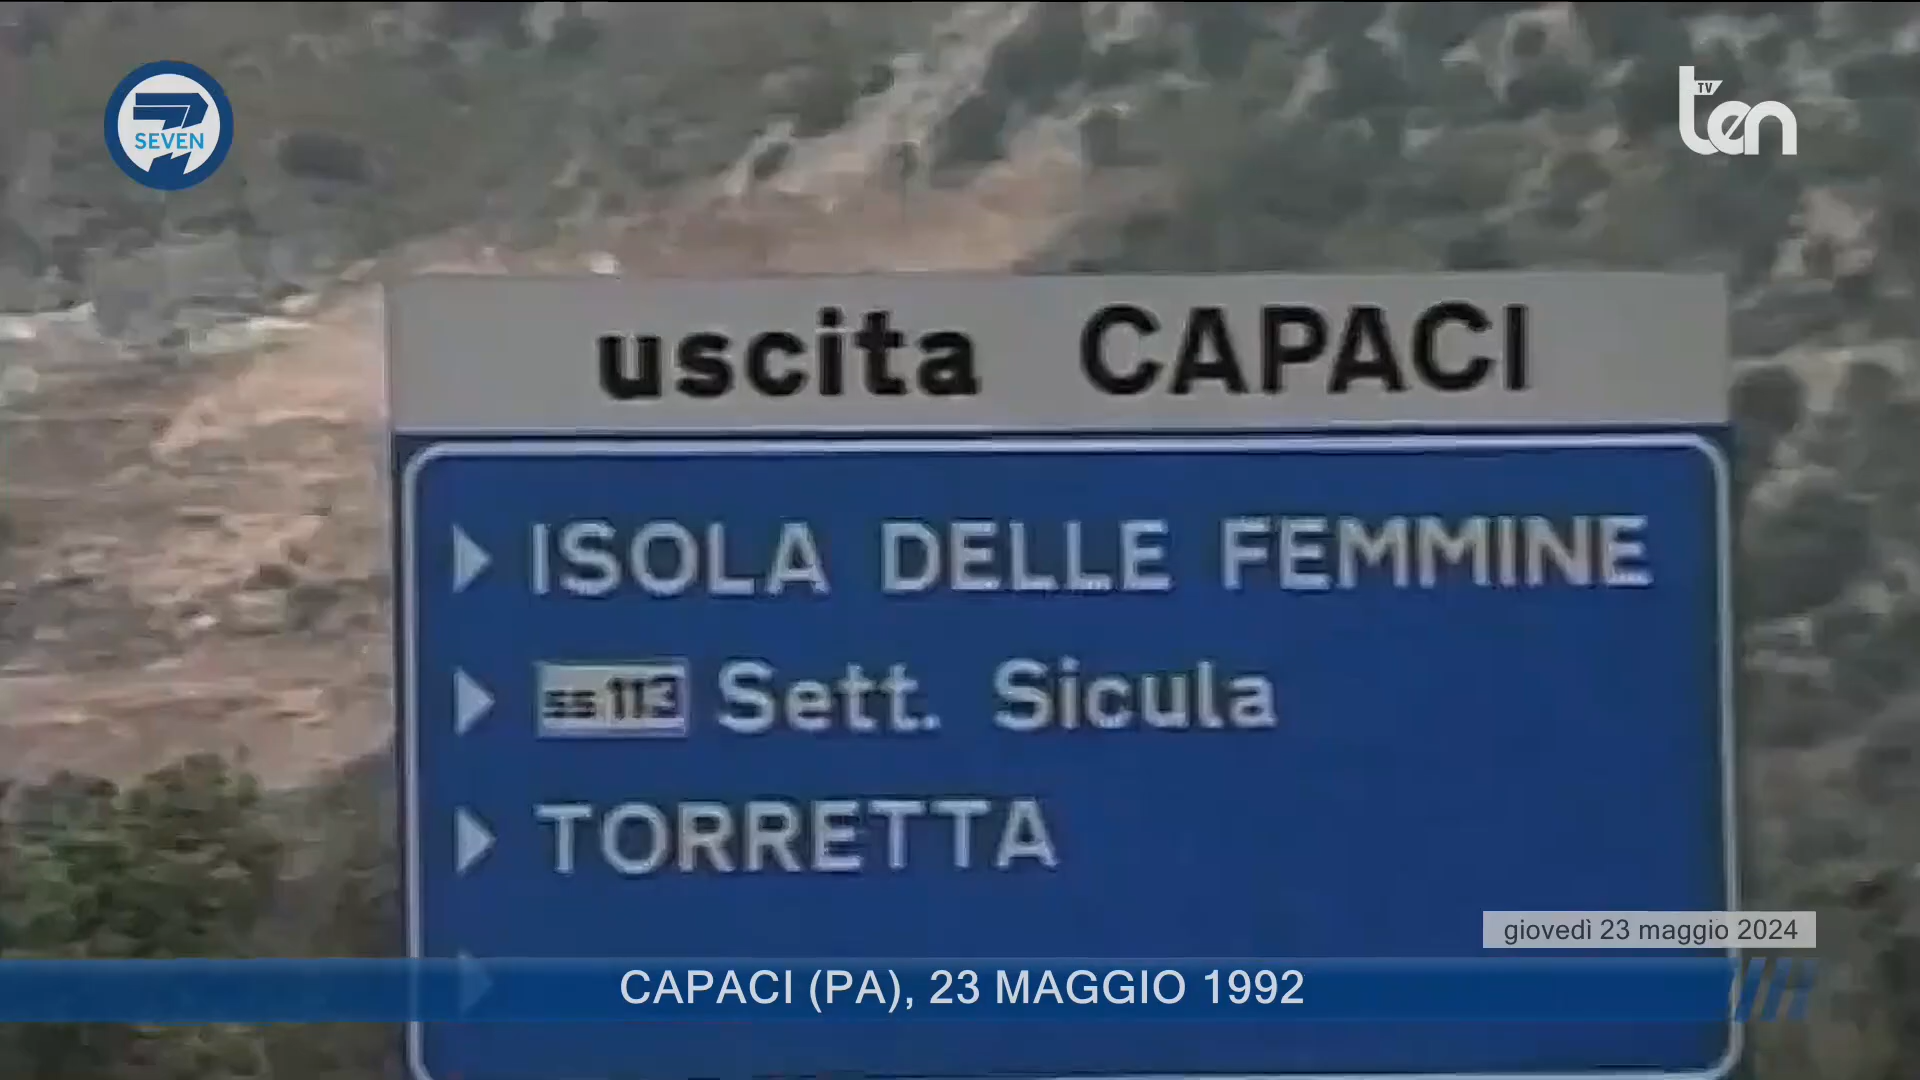 SEVEN
TV
ten
uscita CAPACI
ISOLA DELLE FEMMINE
SS 113 Sett. Sicula
TORRETTA
giovedì 23 maggio 2024
CAPACI (PA), 23 MAGGIO 1992